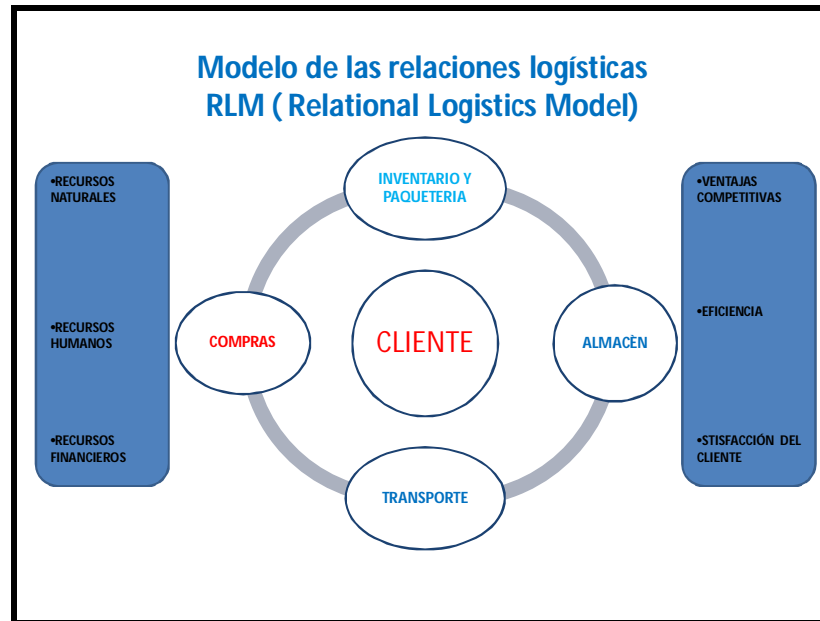 Modelo de las relaciones logísticas
RLM ( Relational Logistics Model)
•RECURSOS
NATURALES
•RECURSOS
HUMANOS
•RECURSOS
FINANCIEROS
INVENTARIO Y
PAQUETERIA
COMPRAS
CLIENTE
ALMACÈN
TRANSPORTE
•VENTAJAS
COMPETITIVAS
•EFICIENCIA
•STISFACCIÓN DEL
CLIENTE